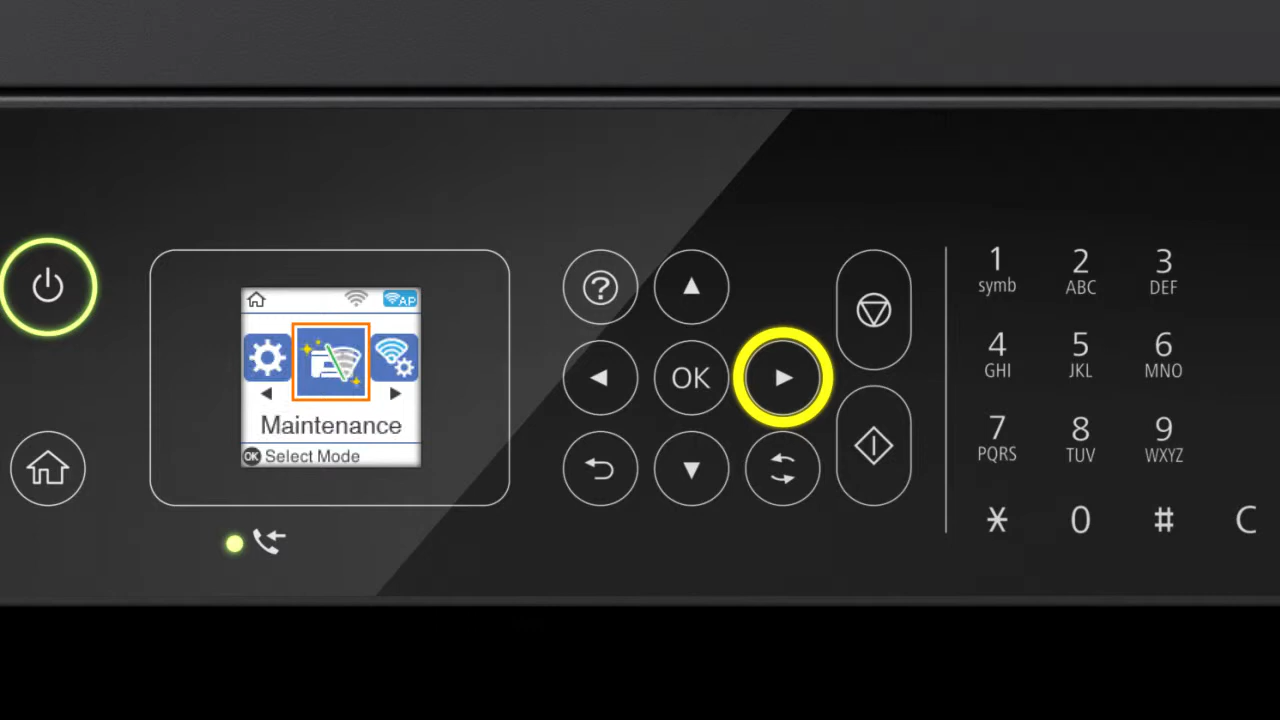 AP
Maintenance
OK Select Mode
?
OK
1 2 3
symb ABC DEF
4 5 6
GHI JKL MNO
7 8 9
PQRS TUV WXYZ
* 0 # C